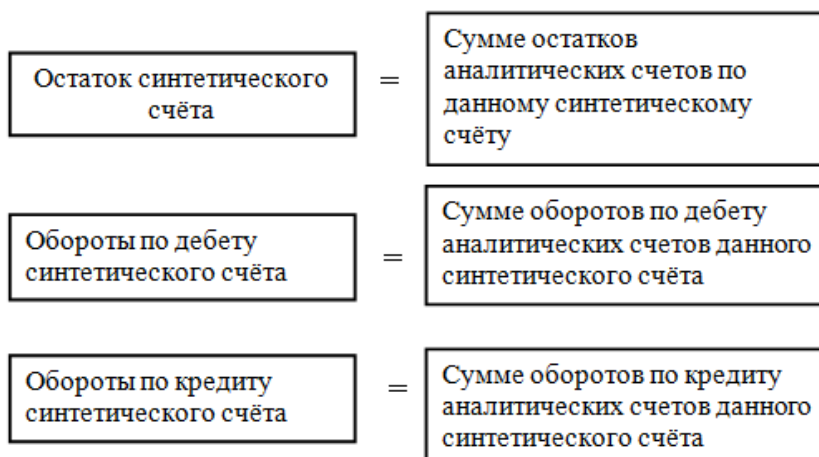 Остаток синтетического
счёта
=
Сумме остатков
аналитических счетов по
данному синтетическому
счёту
Обороты по дебету
синтетического счёта
=
Сумме оборотов по дебету
аналитических счетов данного
синтетического счёта
Обороты по кредиту
синтетического счёта
=
Сумме оборотов по кредиту
аналитических счетов данного
синтетического счёта